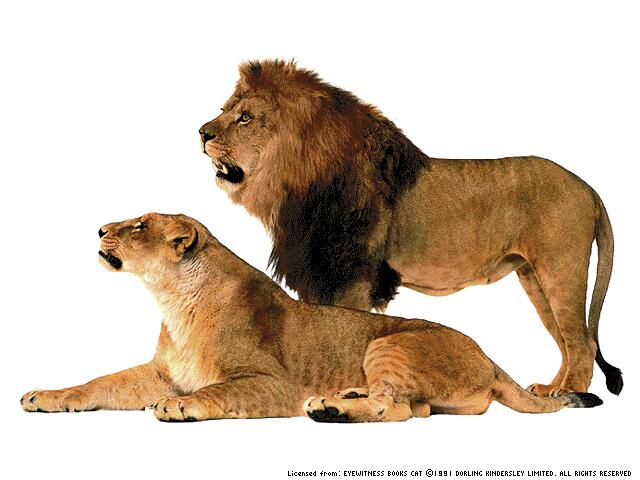 Licensed from: EYEWITNESS BOOKS CAT ©1991 DORLING KINDERSLEY LIMITED. ALL RIGHTS RESERVED